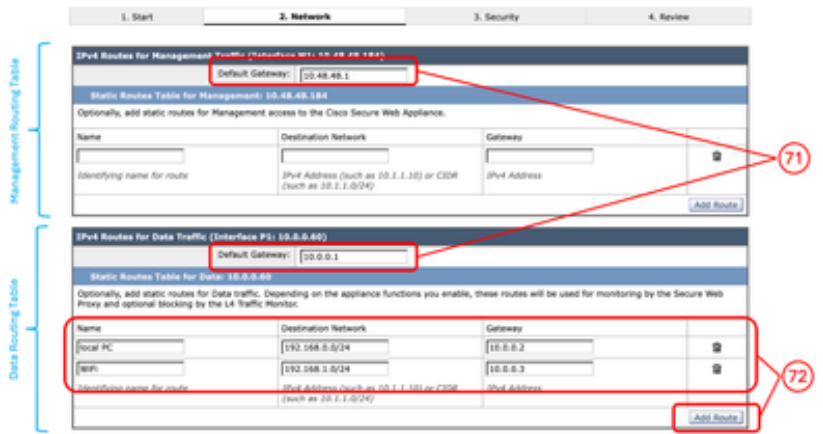 1. Start
2. Network
3. Security
4. Review
Management Routing Table
IPv4 Routes for Management Traffic (Interface M1: 10.48.48.184)
Default Gateway: 10.48.48.1
Static Routes Table for Management: 10.48.48.184
Optionally, add static routes for Management access to the Cisco Secure Web Appliance.
Name Destination Network Gateway
Identifying name for route IPv4 Address (such as 10.1.1.10) or CIDR IPv4 Address
(such as 10.1.1.0/24)
Add Route
71
Data Routing Table
IPv4 Routes for Data Traffic (Interface P1: 10.0.0.60)
Default Gateway: 10.0.0.1
Static Routes Table for Data: 10.0.0.60
Optionally, add static routes for Data traffic. Depending on the appliance functions you enable, these routes will be used for monitoring by the Secure Web
Proxy and optional blocking by the L4 Traffic Monitor.
Name Destination Network Gateway
local PC 192.168.0.0/24 10.0.0.2
WiFi 192.168.1.0/24 10.0.0.3
Identifying name for route IPv4 Address (such as 10.1.1.10) or CIDR IPv4 Address
(such as 10.1.1.0/24)
Add Route
72